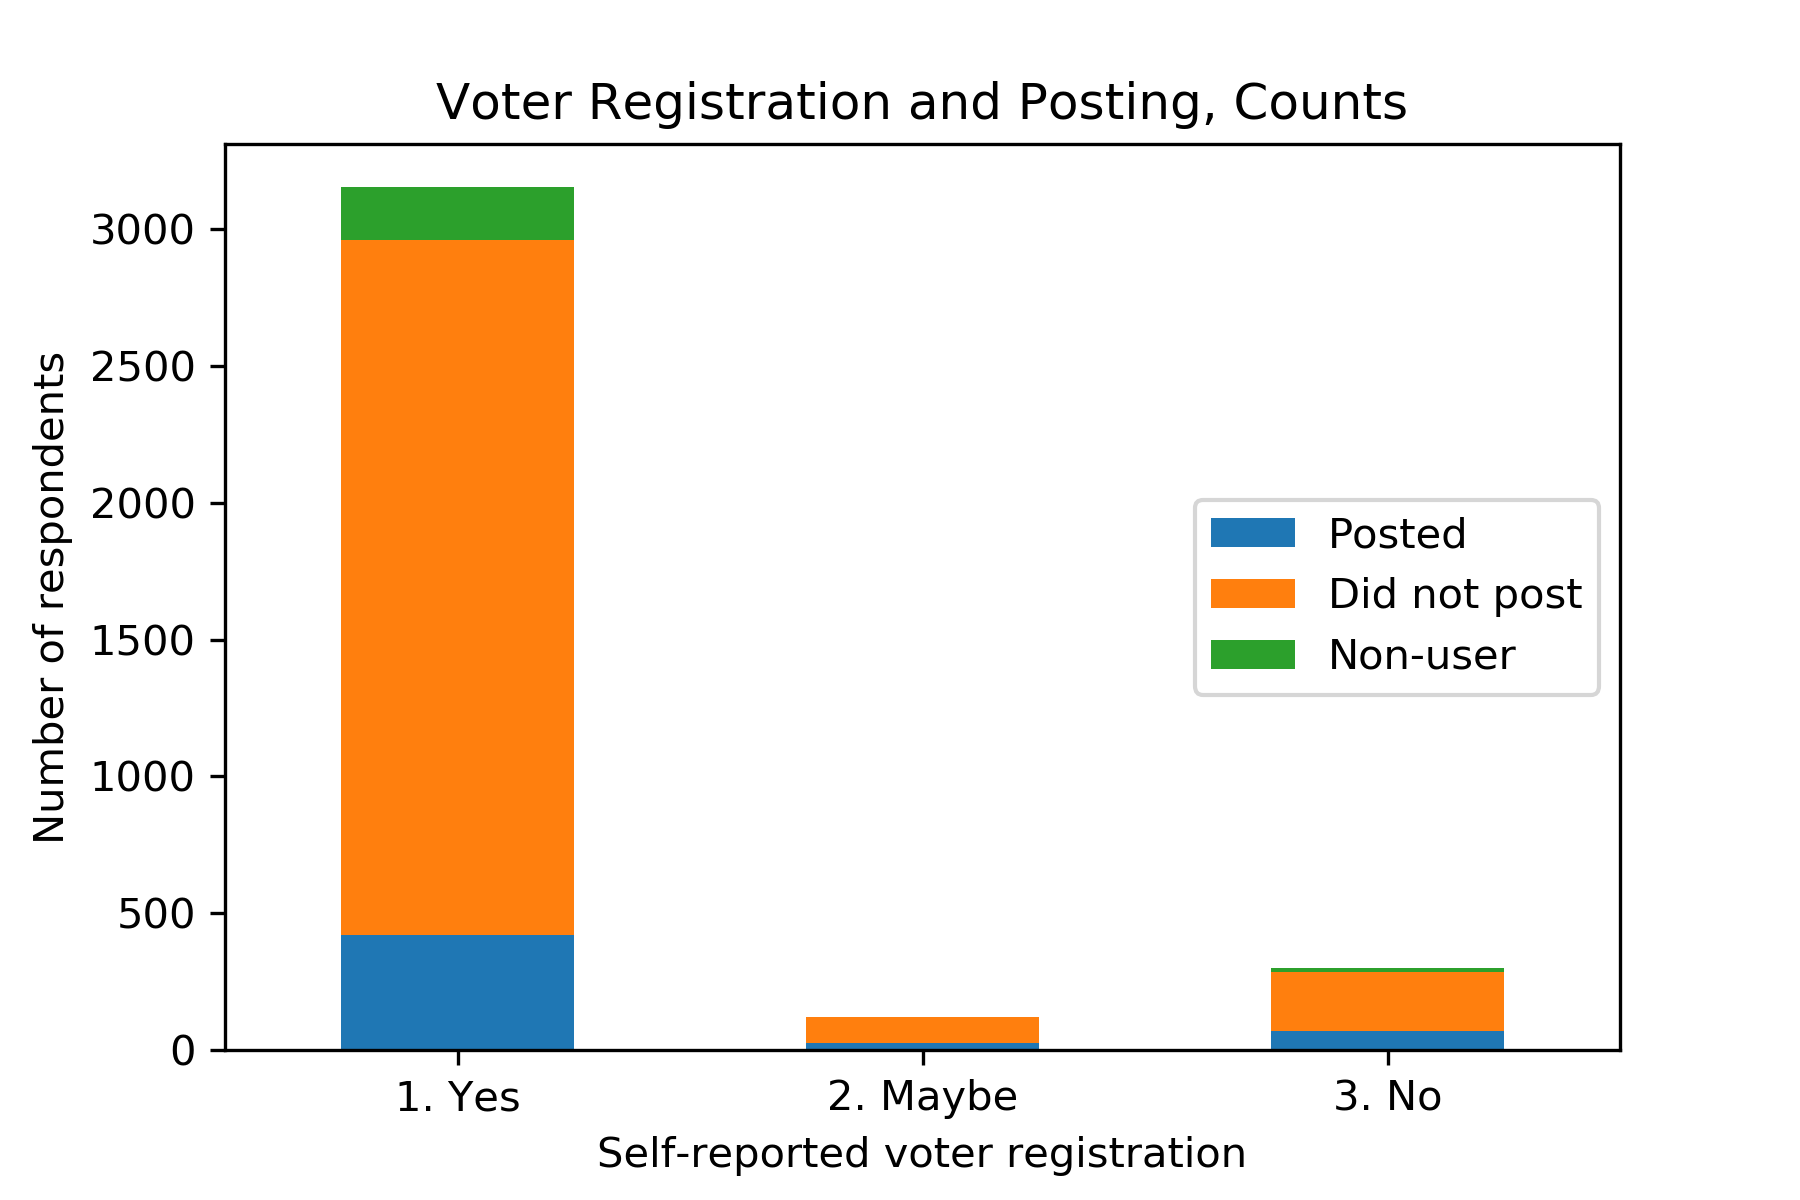 Voter Registration and Posting, Counts
Number of respondents
3000
2500
2000
1500
1000
500
0
Posted
Did not post
Non-user
1. Yes
2. Maybe
3. No
Self-reported voter registration